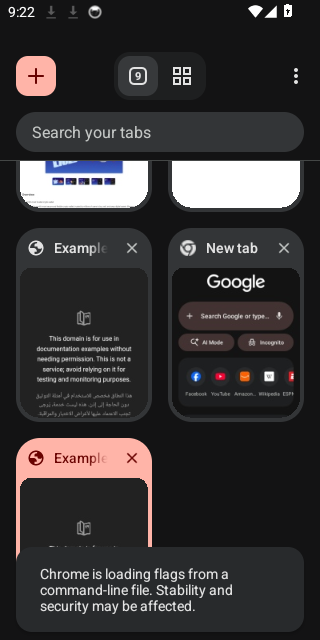 9:22
9
Search your tabs
Example
New tab
This domain is for use in
documentation examples without
needing permission. This is not a
service; avoid relying on it for
testing and monitoring purposes.
Google
Search Google or type...
AI Mode
Incognito
Facebook
YouTube
Amazon
Wikipedia
ESPN
Example
Chrome is loading flags from a
command-line file. Stability and
security may be affected.